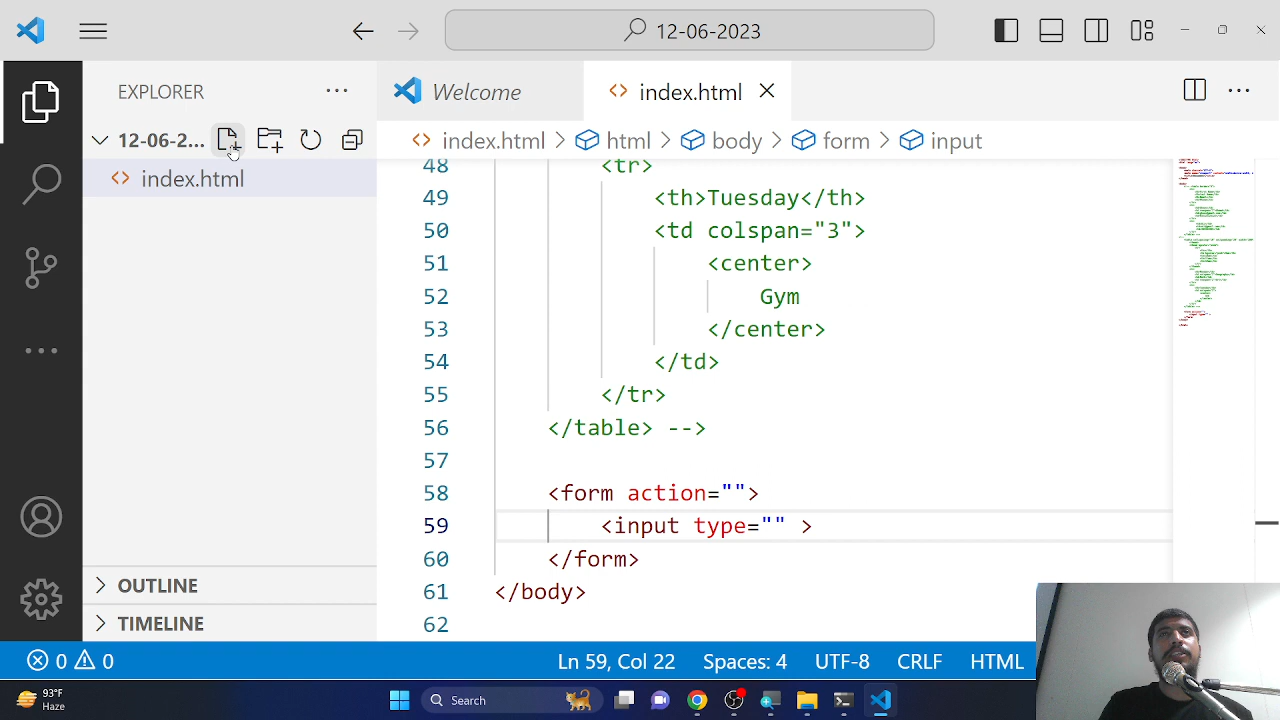 12-06-2023
EXPLORER
Welcome
index.html
12-06-2...
index.html > html > body > form > input
index.html
48 <tr>
49 <th>Tuesday</th>
50 <td colspan="3">
51 <center>
52 Gym
53 </center>
54 </td>
55 </tr>
56 </table> -->
57
58 <form action="">
59 <input type="" >
60 </form>
61 </body>
62
OUTLINE
TIMELINE
0 0
Ln 59, Col 22
Spaces: 4
UTF-8
CRLF
HTML
93°F
Haze
Search